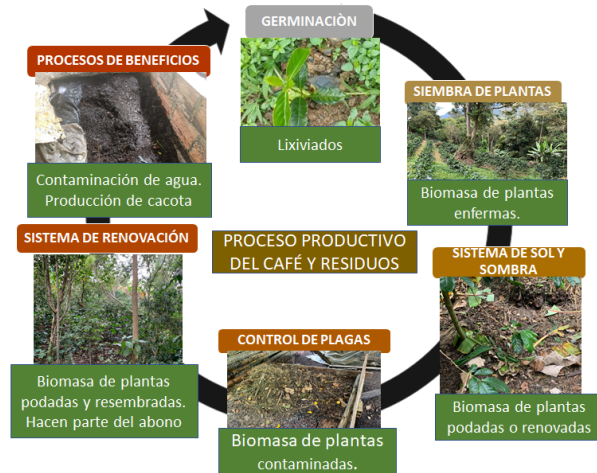 GERMINACIÒN
Lixiviados
SIEMBRA DE PLANTAS
Biomasa de plantas
enfermas.
SISTEMA DE SOL Y
SOMBRA
Biomasa de plantas
podadas o renovadas
CONTROL DE PLAGAS
Biomasa de plantas
contaminadas.
SISTEMA DE RENOVACIÓN
Biomasa de plantas
podadas y resembradas.
Hacen parte del abono
PROCESOS DE BENEFICIOS
Contaminación de agua.
Producción de cacota
PROCESO PRODUCTIVO
DEL CAFÉ Y RESIDUOS